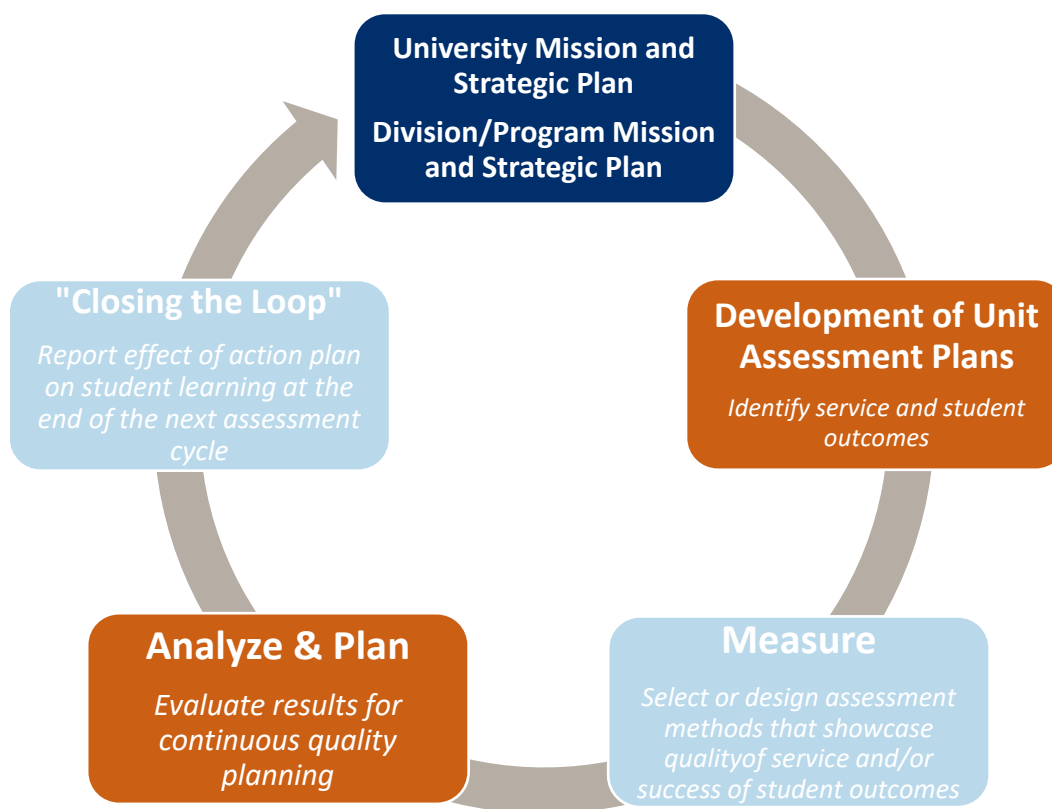 University Mission and
Strategic Plan
Division/Program Mission
and Strategic Plan
Development of Unit
Assessment Plans
Identify service and student
outcomes
Measure
Select or design assessment
methods that showcase
qualityof service and/or
success of student outcomes
Analyze & Plan
Evaluate results for
continuous quality
planning
"Closing the Loop"
Report effect of action plan
on student learning at the
end of the next assessment
cycle